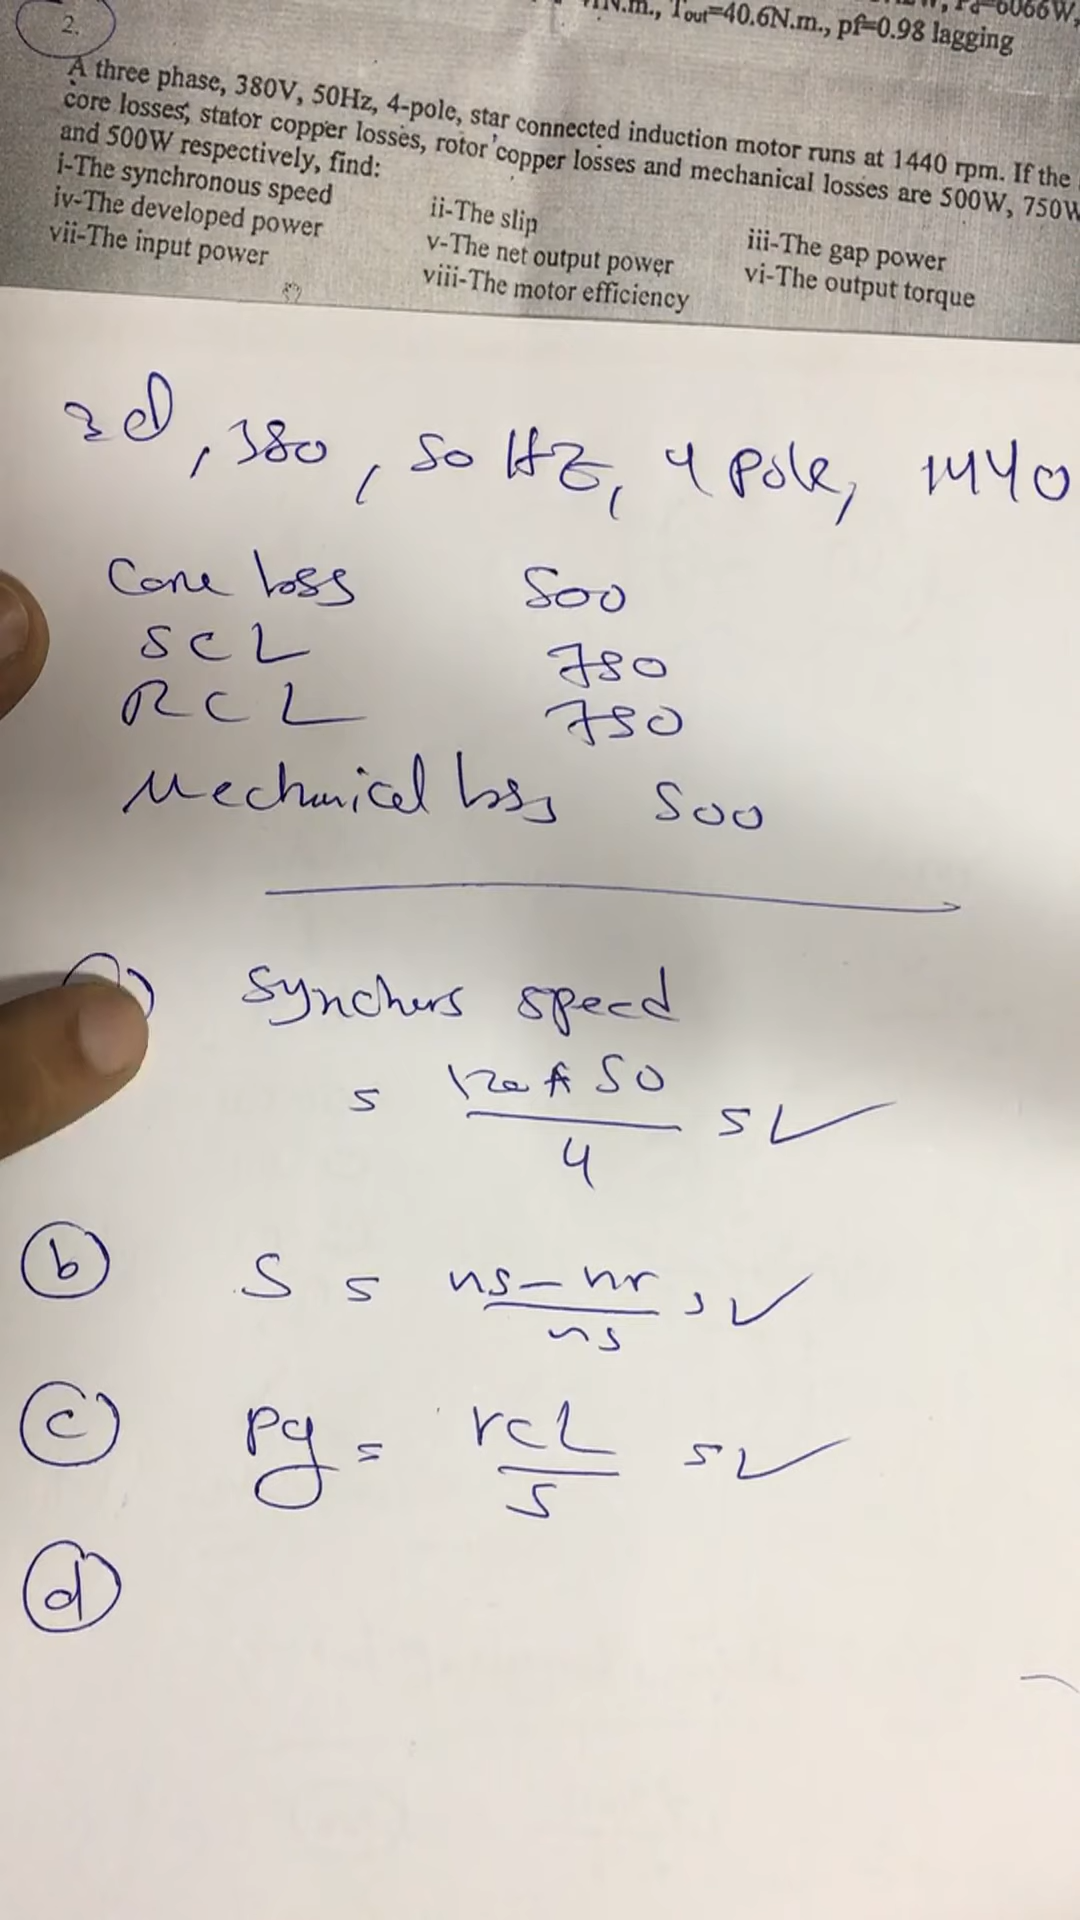 Tout=40.6N.m., pf=0.98 lagging
2.
A three phase, 380V, 50Hz, 4-pole, star connected induction motor runs at 1440 rpm. If the
core losses, stator copper losses, rotor copper losses and mechanical losses are 500W, 750W
and 500W respectively, find:
i-The synchronous speed ii-The slip iii-The gap power
iv-The developed power v-The net output power vi-The output torque
vii-The input power viii-The motor efficiency
3Φ, 380, 50 HZ, 4 pole, 1440
Core loss 500
SCL 750
RCL 750
Mechanical loss 500
Synchers speed
= 120 * 50 / 4 = ✓
b S = ns - nr / ns = ✓
c pg = rcL / s = ✓
d